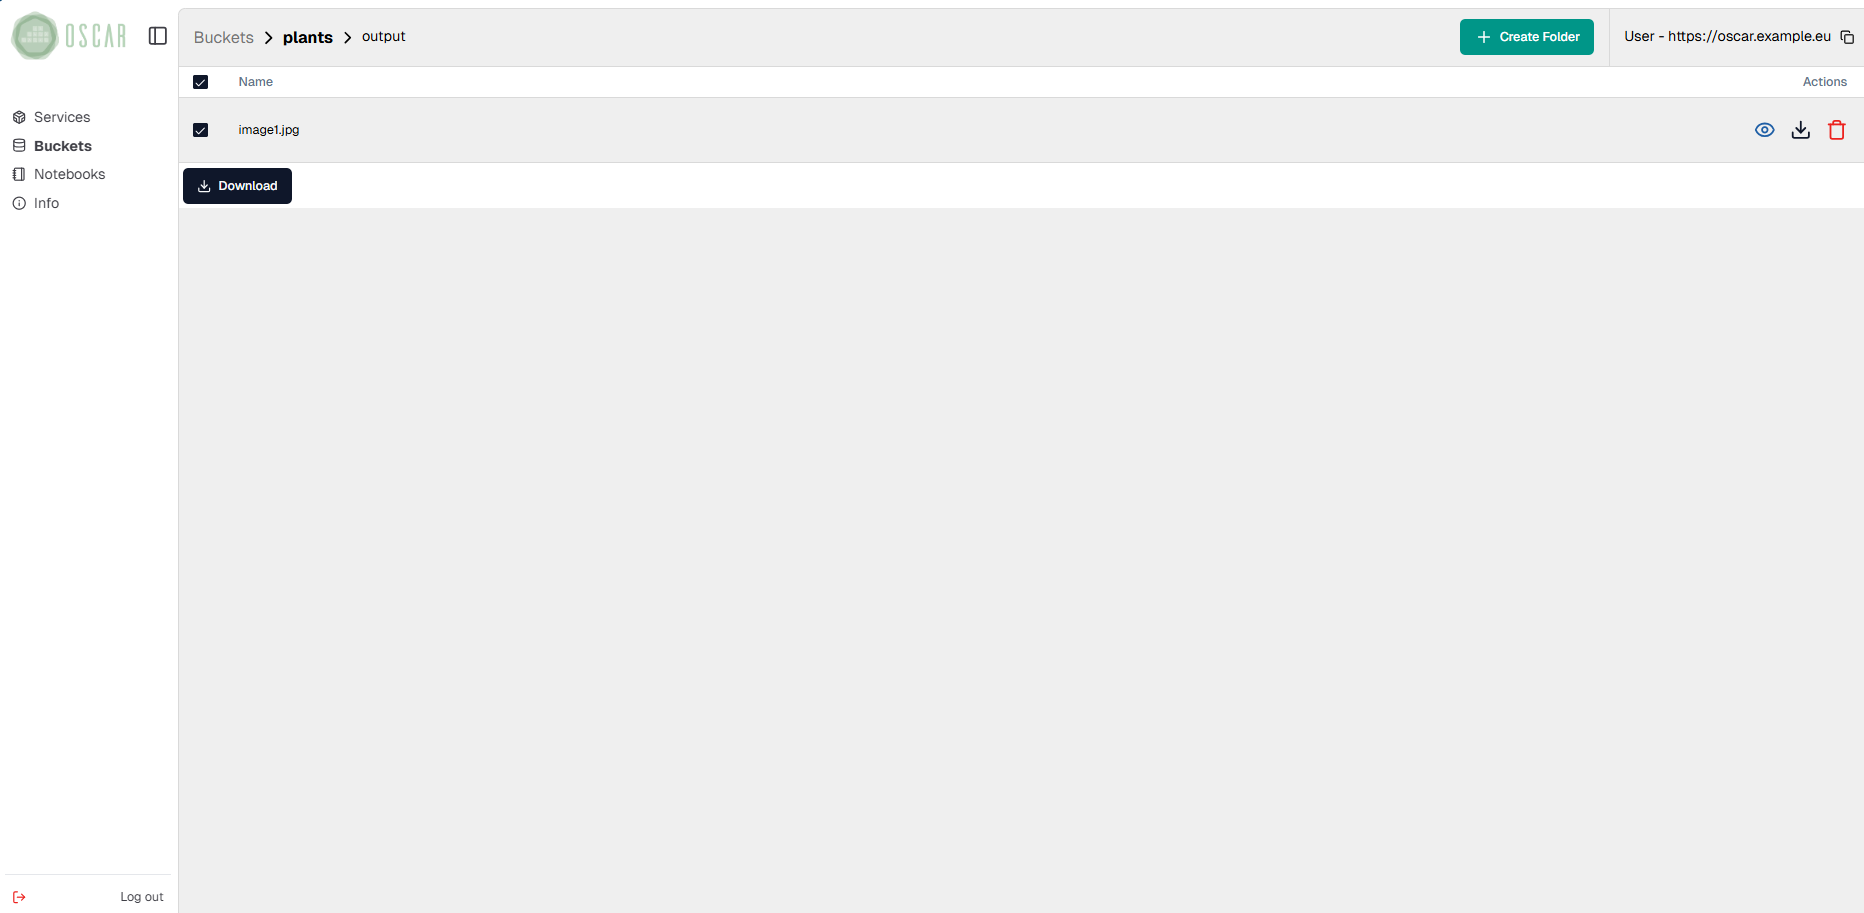 OSCAR
Buckets > plants > output
Create Folder
User - https://oscar.example.eu
Name
Actions
Services
image1.jpg
Buckets
Notebooks
Download
Info
Log out